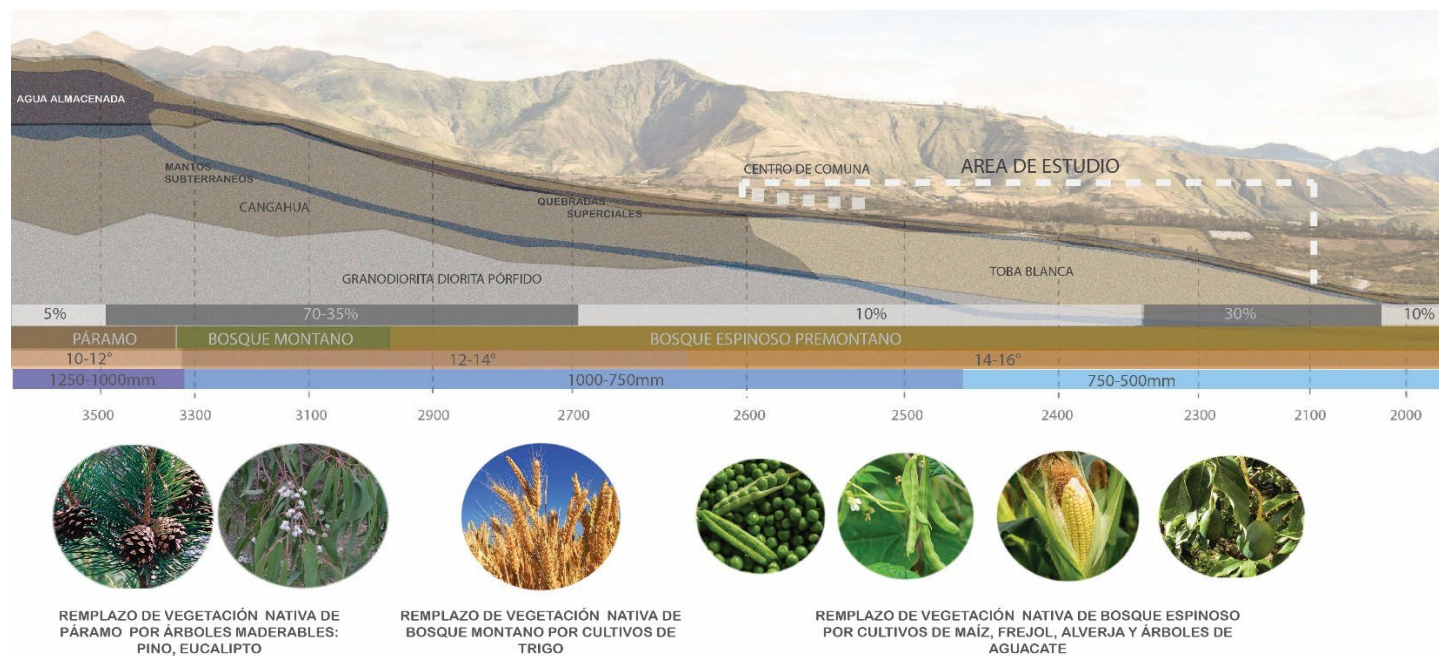 AGUA ALMACENADA
MANTOS
SUBTERRANEOS
CANGAHUA
QUEBRADAS
SUPERCIALES
CENTRO DE COMUNA
AREA DE ESTUDIO
GRANODIORITA DIORITA PÓRFIDO
TOBA BLANCA
5% 70-35% 10% 30% 10%
PÁRAMO BOSQUE MONTANO BOSQUE ESPINOSO PREMONTANO
10-12° 12-14° 14-16°
1250-1000mm 1000-750mm 750-500mm
3500 3300 3100 2900 2700 2600 2500 2400 2300 2100 2000
REMPLAZO DE VEGETACIÓN NATIVA DE
PÁRAMO POR ÁRBOLES MADERABLES:
PINO, EUCALIPTO
REMPLAZO DE VEGETACIÓN NATIVA DE
BOSQUE MONTANO POR CULTIVOS DE
TRIGO
REMPLAZO DE VEGETACIÓN NATIVA DE BOSQUE ESPINOSO
POR CULTIVOS DE MAÍZ, FREJOL, ALVERJA Y ÁRBOLES DE
AGUACATE